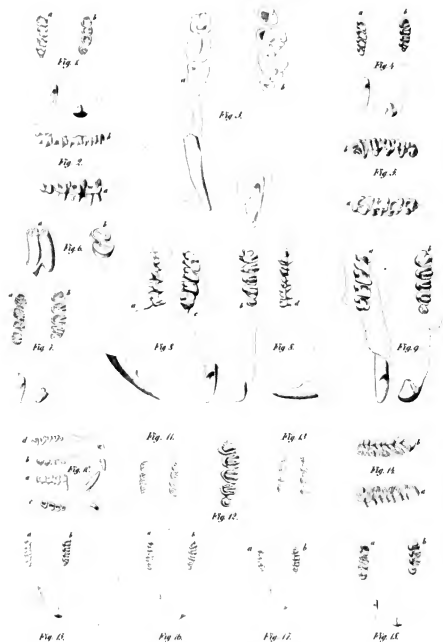 a b
Fig. 1.
a b
Fig. 3.
a b
Fig. 4.
b
Fig. 2.
a
b
Fig. 5.
a
a b
Fig. 6.
a b
Fig. 7.
a c
Fig. 8.
b d
Fig. 8.
a b
Fig. 9.
d
b
a
c
Fig. 11.
Fig. 12.
Fig. 13.
b
Fig. 14.
a
a b
Fig. 15.
a b
Fig. 16.
a b
Fig. 17.
a b
Fig. 18.